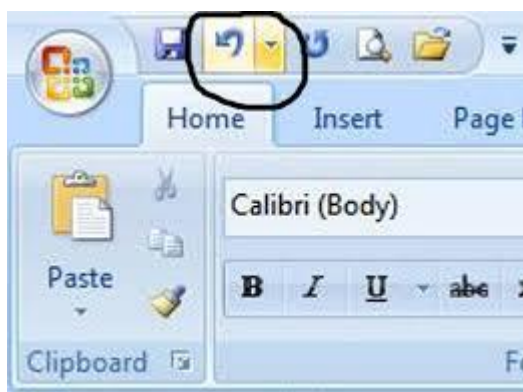 Home Insert Page
Calibri (Body)
Paste
B I U abe
Clipboard